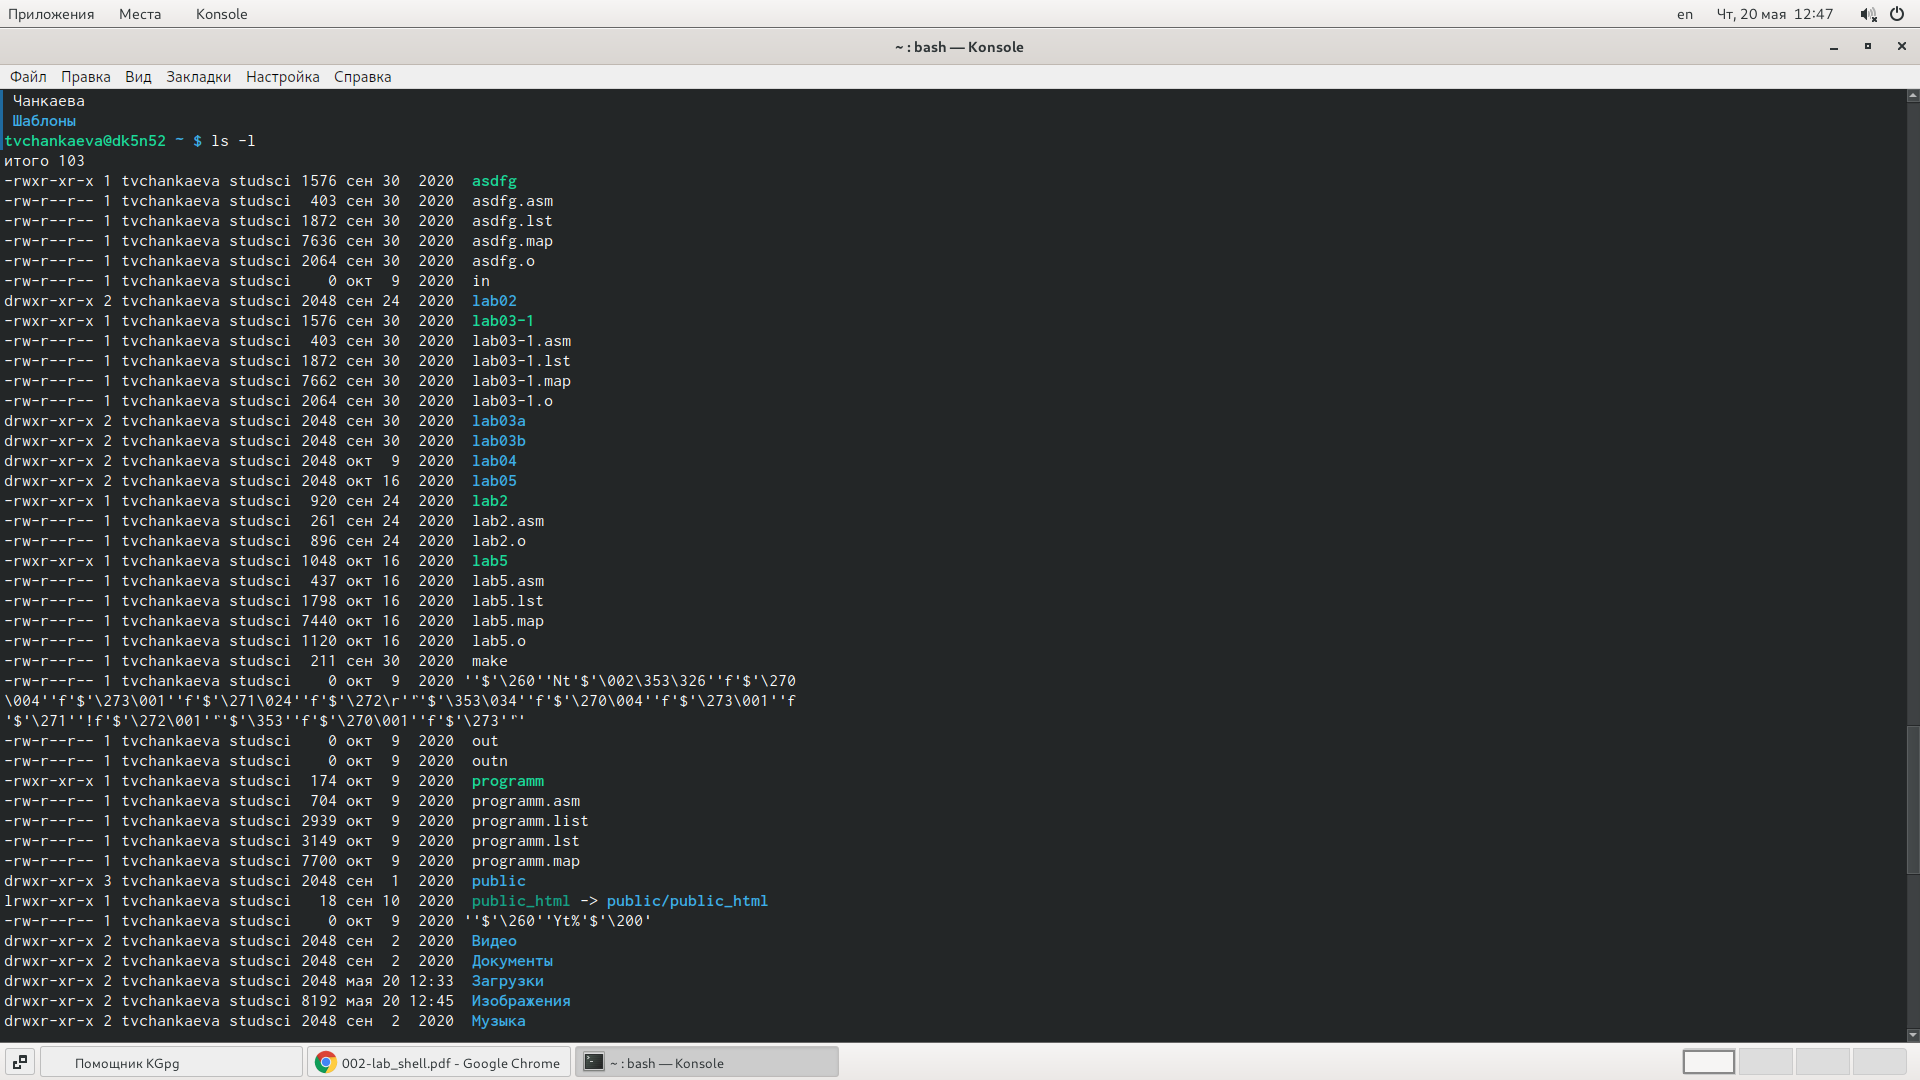 Приложения Места Konsole en Чт, 20 мая 12:47
~ : bash — Konsole
Файл Правка Вид Закладки Настройка Справка
Чанкаева
Шаблоны
tvchankaeva@dk5n52 ~ $ ls -l
итого 103
-rwxr-xr-x 1 tvchankaeva studsci 1576 сен 30  2020  asdfg
-rw-r--r-- 1 tvchankaeva studsci  403 сен 30  2020  asdfg.asm
-rw-r--r-- 1 tvchankaeva studsci 1872 сен 30  2020  asdfg.lst
-rw-r--r-- 1 tvchankaeva studsci 7636 сен 30  2020  asdfg.map
-rw-r--r-- 1 tvchankaeva studsci 2064 сен 30  2020  asdfg.o
-rw-r--r-- 1 tvchankaeva studsci    0 окт  9  2020  in
drwxr-xr-x 2 tvchankaeva studsci 2048 сен 24  2020  lab02
-rwxr-xr-x 1 tvchankaeva studsci 1576 сен 30  2020  lab03-1
-rw-r--r-- 1 tvchankaeva studsci  403 сен 30  2020  lab03-1.asm
-rw-r--r-- 1 tvchankaeva studsci 1872 сен 30  2020  lab03-1.lst
-rw-r--r-- 1 tvchankaeva studsci 7662 сен 30  2020  lab03-1.map
-rw-r--r-- 1 tvchankaeva studsci 2064 сен 30  2020  lab03-1.o
drwxr-xr-x 2 tvchankaeva studsci 2048 сен 30  2020  lab03a
drwxr-xr-x 2 tvchankaeva studsci 2048 сен 30  2020  lab03b
drwxr-xr-x 2 tvchankaeva studsci 2048 окт  9  2020  lab04
drwxr-xr-x 2 tvchankaeva studsci 2048 окт 16  2020  lab05
-rwxr-xr-x 1 tvchankaeva studsci  920 сен 24  2020  lab2
-rw-r--r-- 1 tvchankaeva studsci  261 сен 24  2020  lab2.asm
-rw-r--r-- 1 tvchankaeva studsci  896 сен 24  2020  lab2.o
-rwxr-xr-x 1 tvchankaeva studsci 1048 окт 16  2020  lab5
-rw-r--r-- 1 tvchankaeva studsci  437 окт 16  2020  lab5.asm
-rw-r--r-- 1 tvchankaeva studsci 1798 окт 16  2020  lab5.lst
-rw-r--r-- 1 tvchankaeva studsci 7440 окт 16  2020  lab5.map
-rw-r--r-- 1 tvchankaeva studsci 1120 окт 16  2020  lab5.o
-rw-r--r-- 1 tvchankaeva studsci  211 сен 30  2020  make
-rw-r--r-- 1 tvchankaeva studsci    0 окт  9  2020 ''$'\260''Nt'$'\002\353\326''f'$'\270
\004''f'$'\273\001''f'$'\271\024''f'$'\272\r''`'$'\353\034''f'$'\270\004''f'$'\273\001''f
'$'\271''!f'$'\272\001''`'$'\353''f'$'\270\001''f'$'\273''`'
-rw-r--r-- 1 tvchankaeva studsci    0 окт  9  2020  out
-rw-r--r-- 1 tvchankaeva studsci    0 окт  9  2020  outn
-rwxr-xr-x 1 tvchankaeva studsci  174 окт  9  2020  programm
-rw-r--r-- 1 tvchankaeva studsci  704 окт  9  2020  programm.asm
-rw-r--r-- 1 tvchankaeva studsci 2939 окт  9  2020  programm.list
-rw-r--r-- 1 tvchankaeva studsci 3149 окт  9  2020  programm.lst
-rw-r--r-- 1 tvchankaeva studsci 7700 окт  9  2020  programm.map
drwxr-xr-x 3 tvchankaeva studsci 2048 сен  1  2020  public
lrwxr-xr-x 1 tvchankaeva studsci   18 сен 10  2020  public_html -> public/public_html
-rw-r--r-- 1 tvchankaeva studsci    0 окт  9  2020 ''$'\260''Yt%'$'\200'
drwxr-xr-x 2 tvchankaeva studsci 2048 сен  2  2020  Видео
drwxr-xr-x 2 tvchankaeva studsci 2048 сен  2  2020  Документы
drwxr-xr-x 2 tvchankaeva studsci 2048 мая 20 12:33  Загрузки
drwxr-xr-x 2 tvchankaeva studsci 8192 мая 20 12:45  Изображения
drwxr-xr-x 2 tvchankaeva studsci 2048 сен  2  2020  Музыка
Помощник KGpg 002-lab_shell.pdf - Google Chrome ~ : bash — Konsole